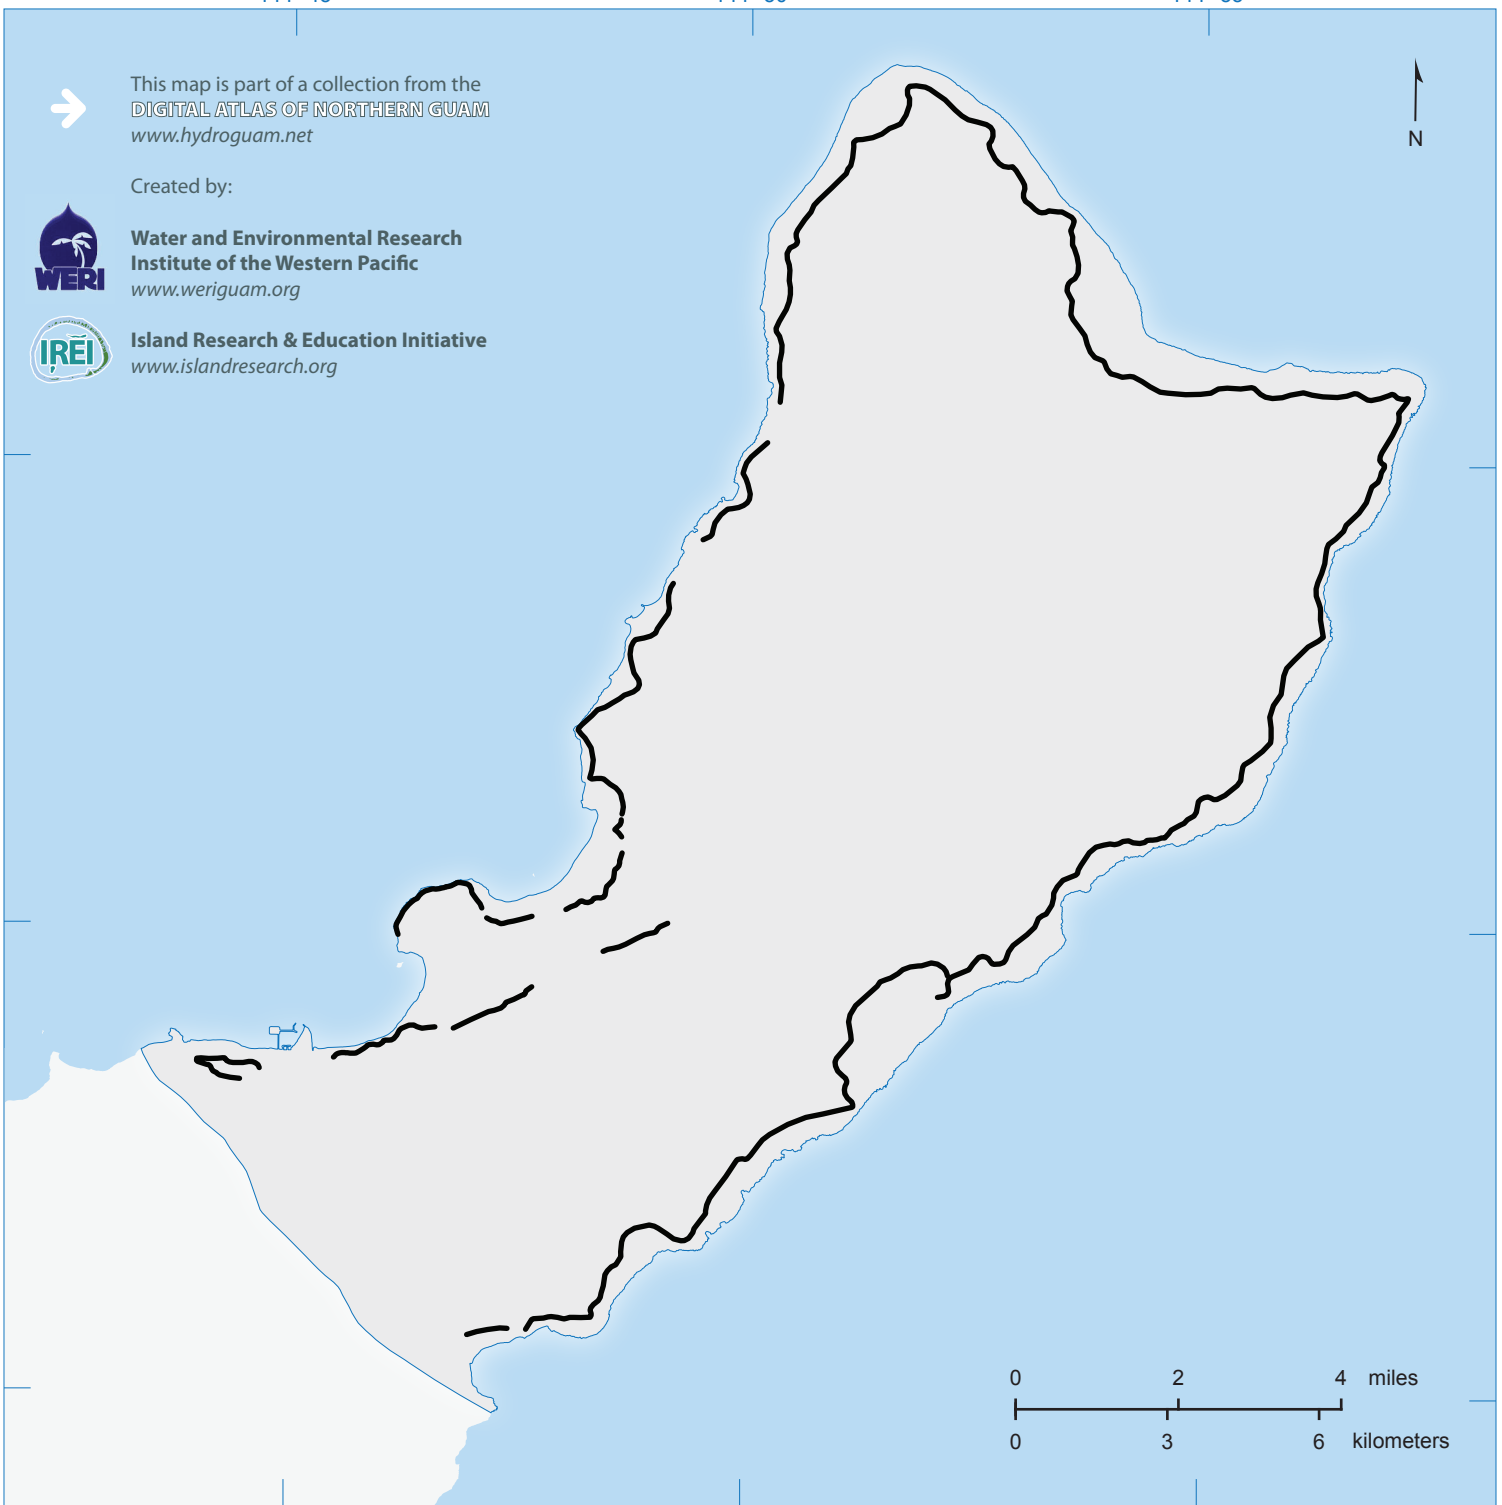 This map is part of a collection from the
DIGITAL ATLAS OF NORTHERN GUAM
www.hydroguam.net
Created by:
WERI
Water and Environmental Research
Institute of the Western Pacific
www.weriguam.org
IREI
Island Research & Education Initiative
www.islandresearch.org
N
0 2 4 miles
0 3 6 kilometers